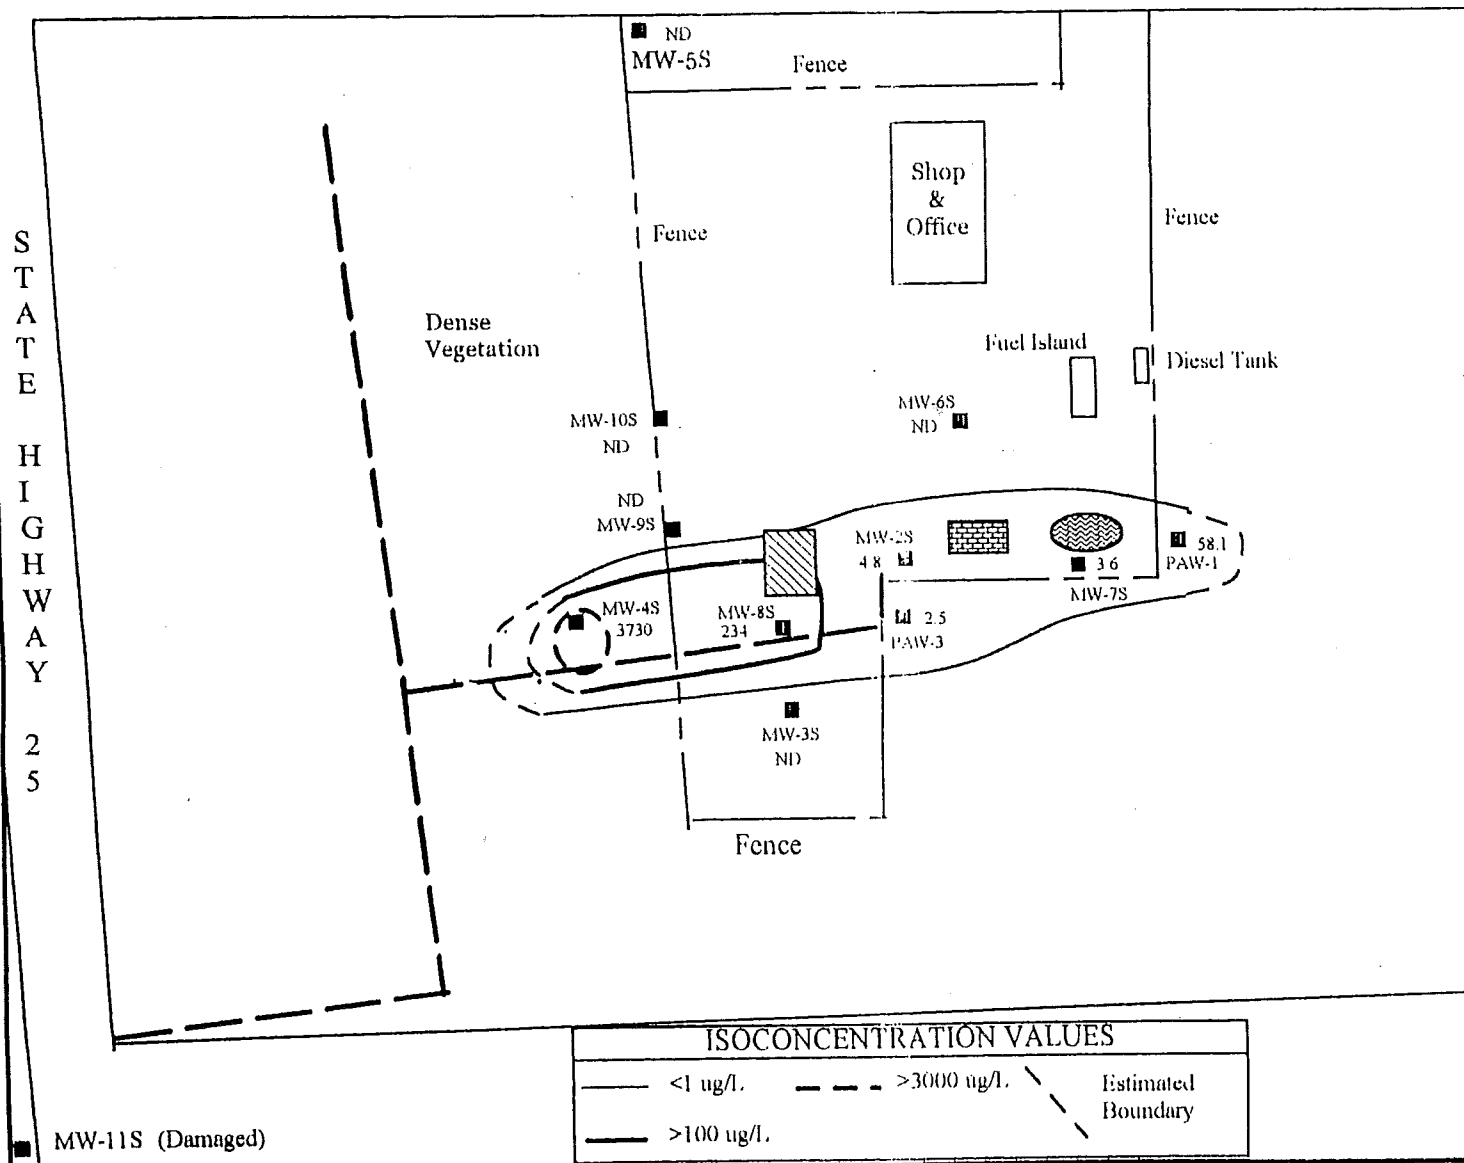 ND
MW-5S
Fence
Shop
&
Office
Fence
Fence
STATE HIGHWAY 25
Dense
Vegetation
Fuel Island
Diesel Tank
MW-10S
ND
MW-6S
ND
ND
MW-9S
MW-2S
4.8
58.1
PAW-1
3.6
MW-7S
MW-4S
3730
MW-8S
234
2.5
PAW-3
MW-3S
ND
Fence
ISOCONCENTRATION VALUES
<1 ug/L
>3000 ug/L
Estimated
Boundary
>100 ug/L
MW-11S (Damaged)